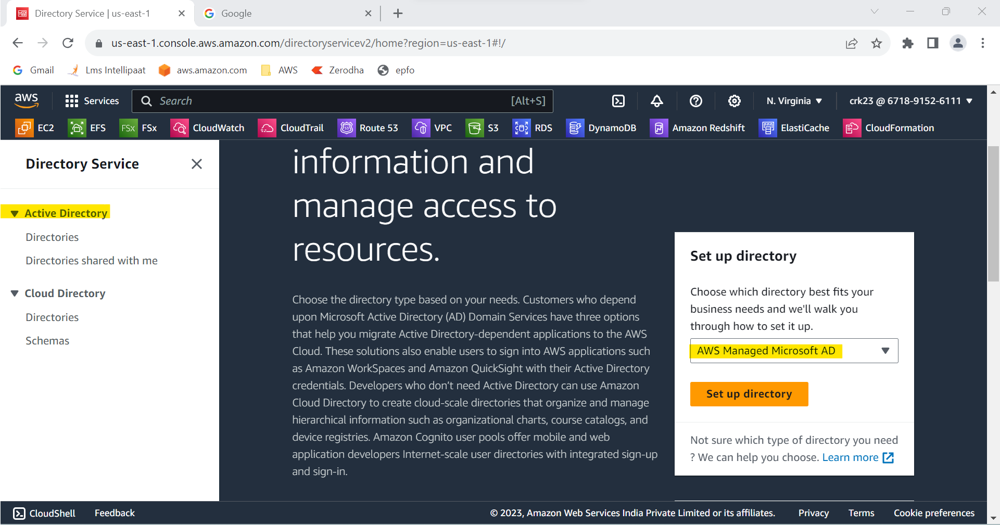 Directory Service | us-east-1
Google
us-east-1.console.aws.amazon.com/directoryservicev2/home?region=us-east-1#!/
Gmail
Lms Intellipaat
aws.amazon.com
AWS
Zerodha
epfo
aws
Services
Search
[Alt+S]
N. Virginia
crk23 @ 6718-9152-6111
EC2
EFS
FSx
FSx
CloudWatch
CloudTrail
53
Route 53
VPC
S3
RDS
DynamoDB
Amazon Redshift
ElastiCache
CloudFormation
Directory Service
Active Directory
Directories
Directories shared with me
Cloud Directory
Directories
Schemas
information and
manage access to
resources.
Choose the directory type based on your needs. Customers who depend
upon Microsoft Active Directory (AD) Domain Services have three options
that help you migrate Active Directory-dependent applications to the AWS
Cloud. These solutions also enable users to sign into AWS applications such
as Amazon WorkSpaces and Amazon QuickSight with their Active Directory
credentials. Developers who don’t need Active Directory can use Amazon
Cloud Directory to create cloud-scale directories that organize and manage
hierarchical information such as organizational charts, course catalogs, and
device registries. Amazon Cognito user pools offer mobile and web
application developers Internet-scale user directories with integrated sign-up
and sign-in.
Set up directory
Choose which directory best fits your
business needs and we'll walk you
through how to set it up.
AWS Managed Microsoft AD
Set up directory
Not sure which type of directory you need
? We can help you choose. Learn more
CloudShell
Feedback
© 2023, Amazon Web Services India Private Limited or its affiliates.
Privacy
Terms
Cookie preferences